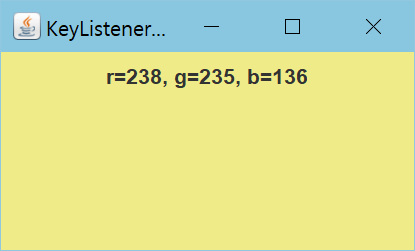 KeyListener...
r=238, g=235, b=136